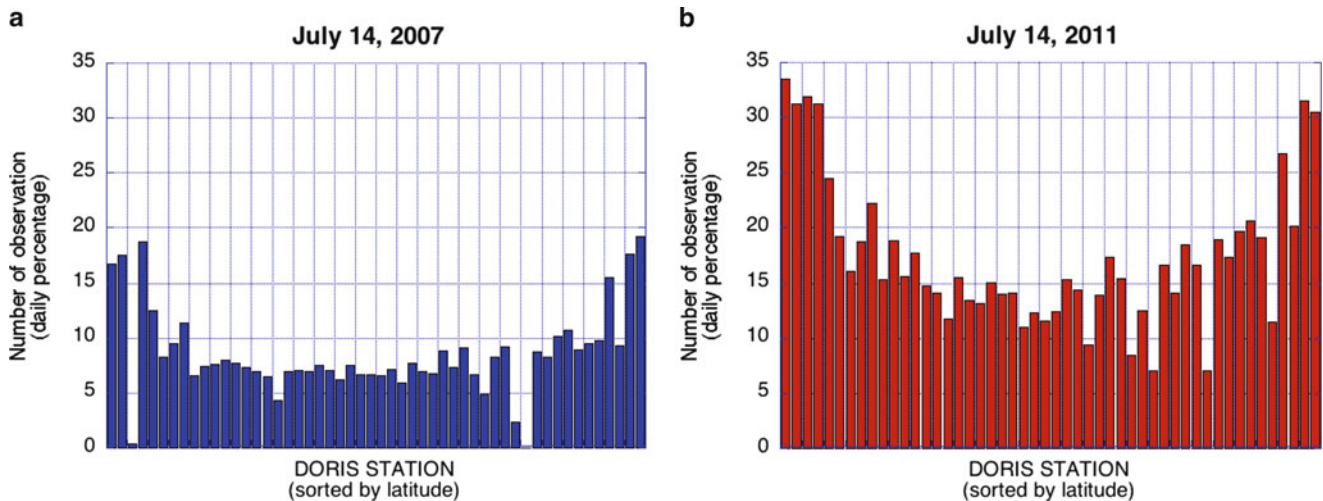 a
July 14, 2007
35
30
25
20
15
10
5
0
Number of observation
(daily percentage)
DORIS STATION
(sorted by latitude)
b
July 14, 2011
35
30
25
20
15
10
5
0
Number of observation
(daily percentage)
DORIS STATION
(sorted by latitude)